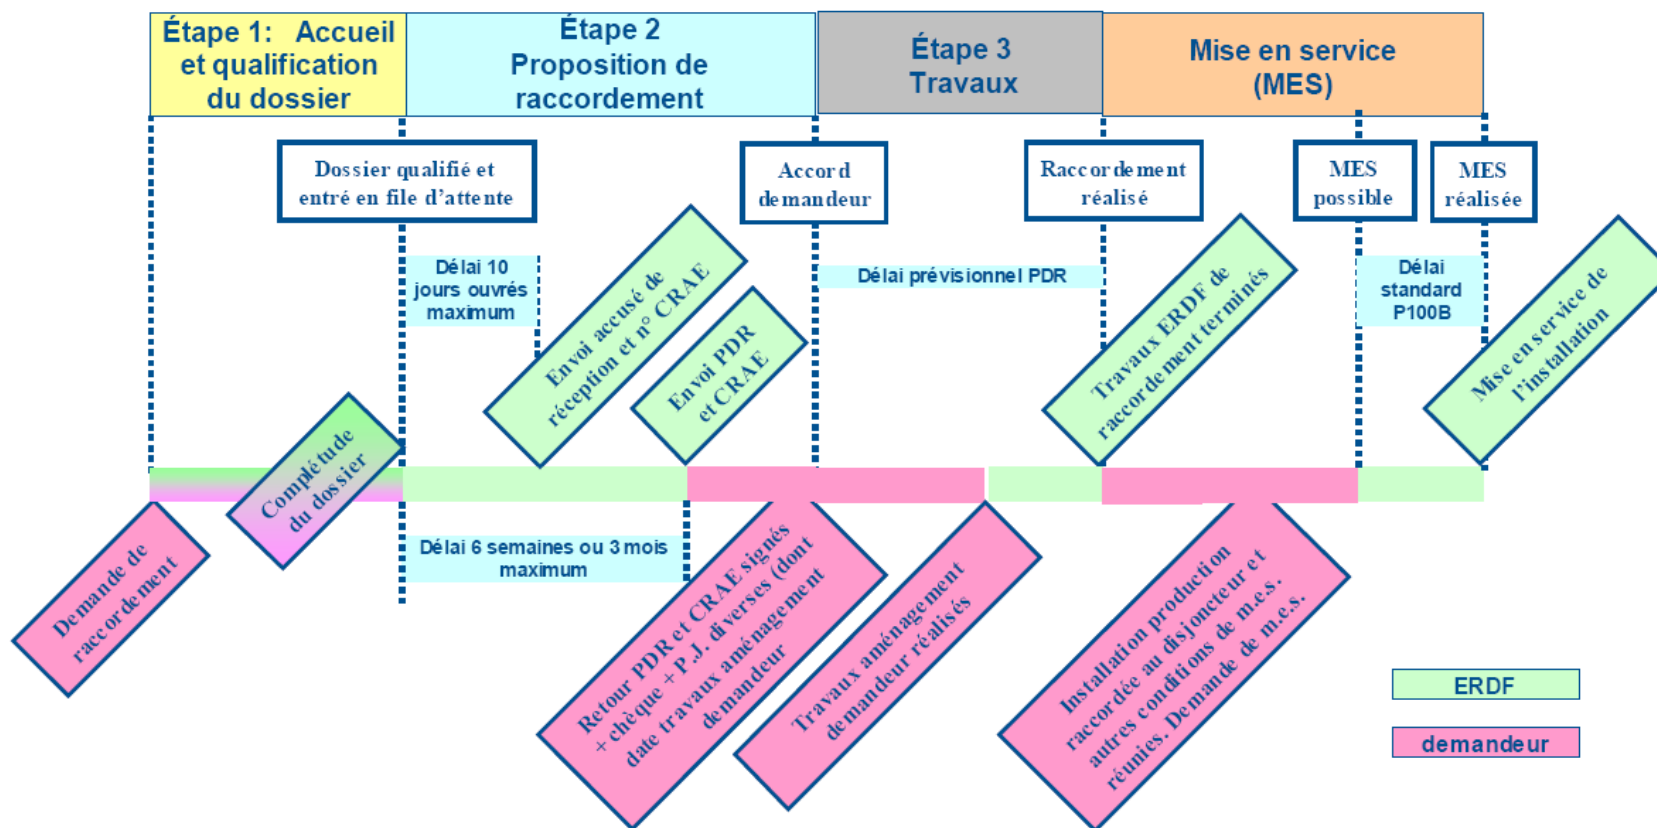 Étape 1: Accueil
et qualification
du dossier
Étape 2
Proposition de
raccordement
Étape 3
Travaux
Mise en service
(MES)
Dossier qualifié et
entré en file d'attente
Accord
demandeur
Raccordement
réalisé
MES
possible
MES
réalisée
Délai 10
jours ouvrés
maximum
Envoi accusé de
réception et n° CRAE
Envoi PDR
et CRAE
Délai prévisionnel PDR
Travaux ERDF de
raccordement terminés
Délai
standard
P100B
Mise en service de
l'installation
Complétude
du dossier
Demande de
raccordement
Délai 6 semaines ou 3 mois
maximum
Retour PDR et CRAE signés
+ chèque + P.J. diverses (dont
date travaux aménagement
demandeur
Travaux aménagement
demandeur réalisés
Installation production
raccordée au disjoncteur et
autres conditions de m.e.s.
réunies. Demande de m.e.s.
ERDF
demandeur